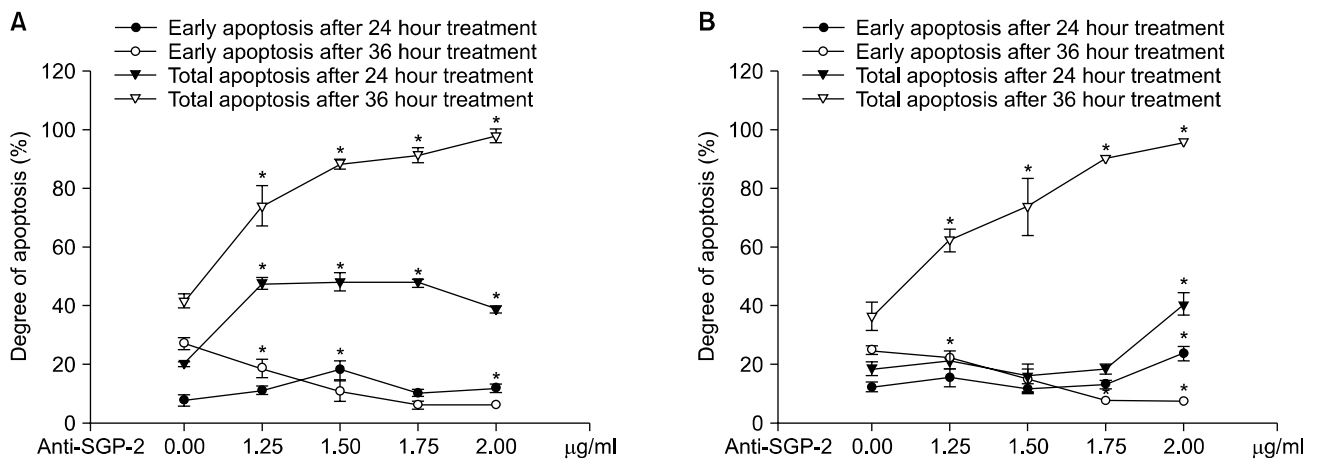 A
Early apoptosis after 24 hour treatment
Early apoptosis after 36 hour treatment
Total apoptosis after 24 hour treatment
Total apoptosis after 36 hour treatment
Degree of apoptosis (%)
120
100
80
60
40
20
0
* * * *
* * * *
* * *
Anti-SGP-2 0.00 1.25 1.50 1.75 2.00 μg/ml
B
Early apoptosis after 24 hour treatment
Early apoptosis after 36 hour treatment
Total apoptosis after 24 hour treatment
Total apoptosis after 36 hour treatment
Degree of apoptosis (%)
120
100
80
60
40
20
0
* * * *
* *
*
* *
Anti-SGP-2 0.00 1.25 1.50 1.75 2.00 μg/ml